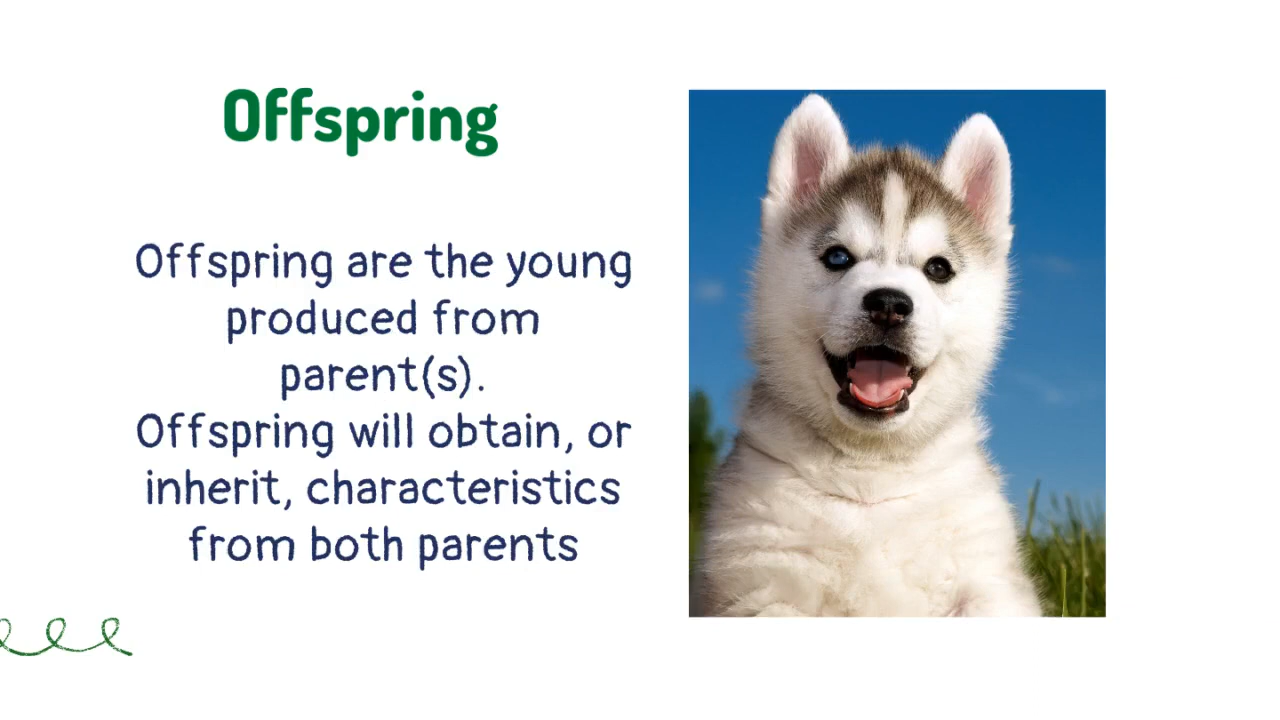 Offspring
Offspring are the young
produced from
parent(s).
Offspring will obtain, or
inherit, characteristics
from both parents